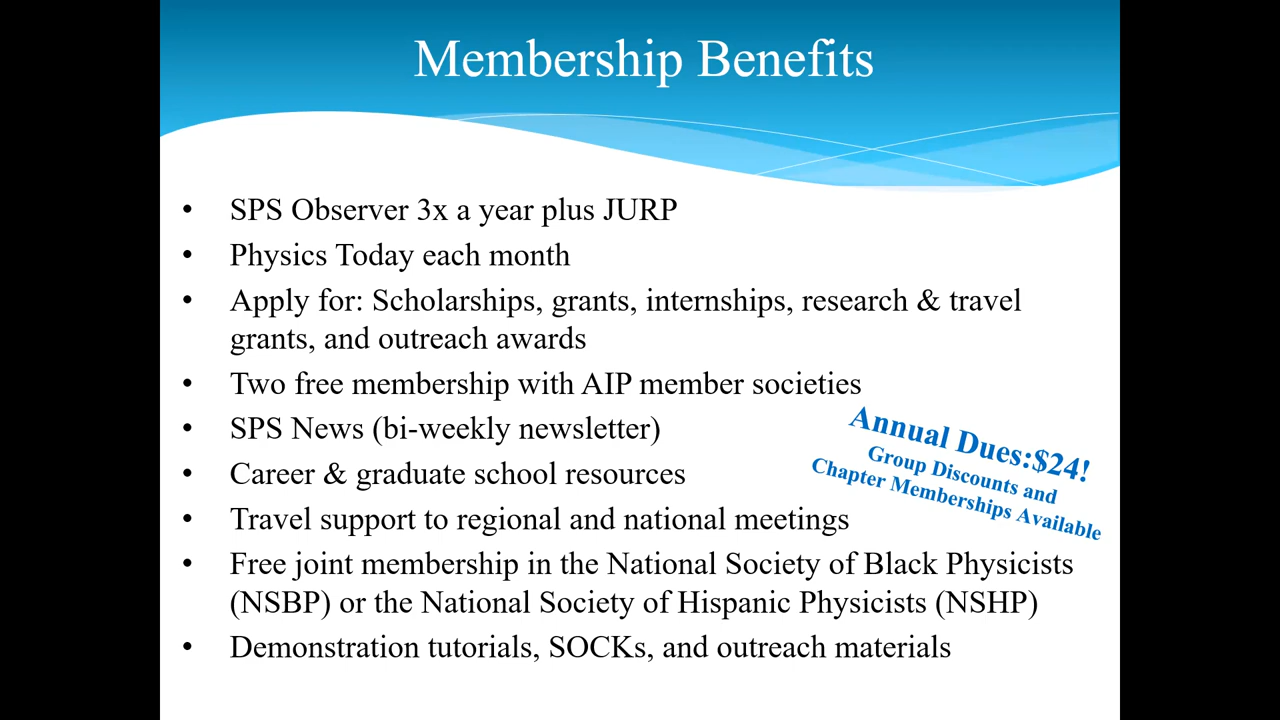 Membership Benefits
• SPS Observer 3x a year plus JURP
• Physics Today each month
• Apply for: Scholarships, grants, internships, research & travel
grants, and outreach awards
• Two free membership with AIP member societies
• SPS News (bi-weekly newsletter)
• Career & graduate school resources
• Travel support to regional and national meetings
• Free joint membership in the National Society of Black Physicists
(NSBP) or the National Society of Hispanic Physicists (NSHP)
• Demonstration tutorials, SOCKs, and outreach materials
Annual Dues:$24!
Group Discounts and
Chapter Memberships Available